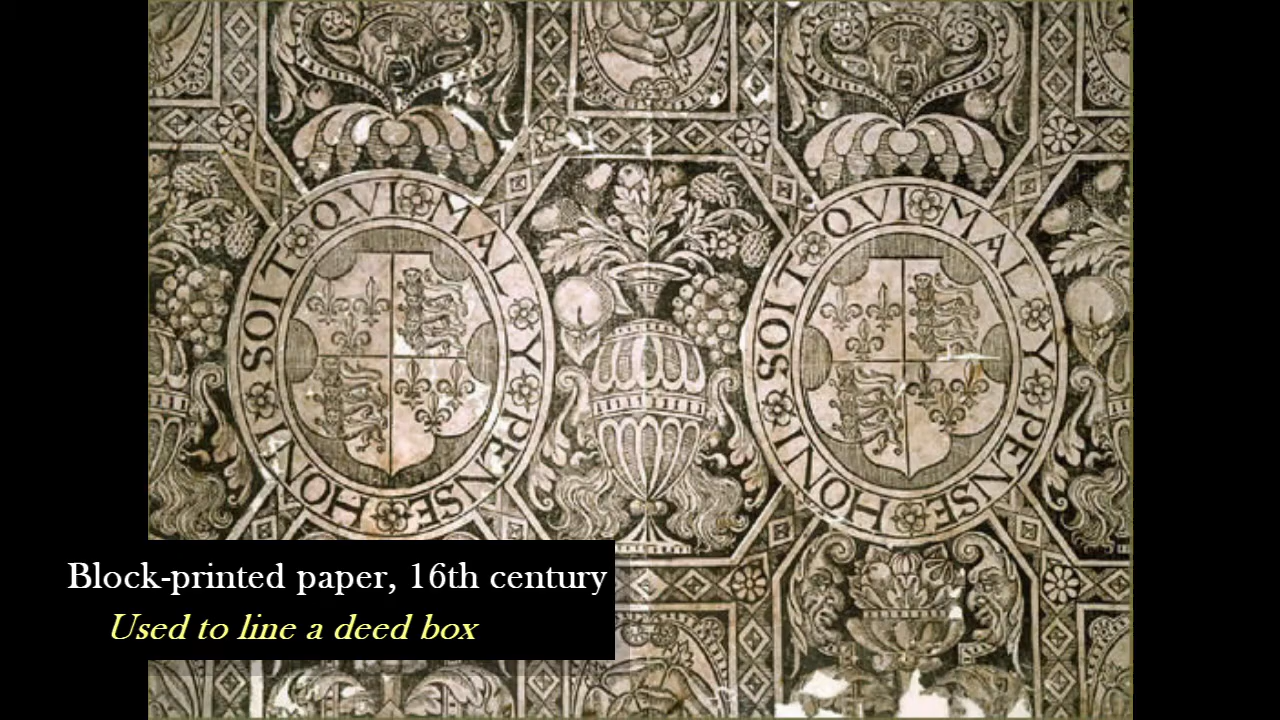 HONI SOIT QVI MAL Y PENSE
HONI SOIT QVI MAL Y PENSE
Block-printed paper, 16th century
Used to line a deed box